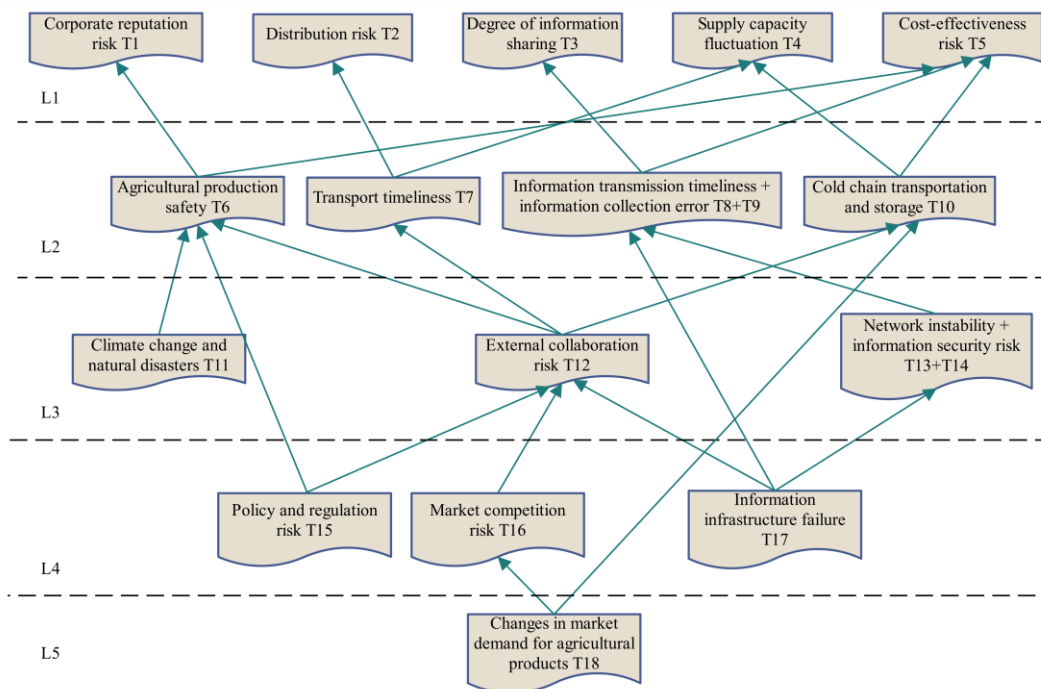 Corporate reputation
risk T1
Distribution risk T2
Degree of information
sharing T3
Supply capacity
fluctuation T4
Cost-effectiveness
risk T5
L1
Agricultural production
safety T6
Transport timeliness T7
Information transmission timeliness +
information collection error T8+T9
Cold chain transportation
and storage T10
L2
Climate change and
natural disasters T11
External collaboration
risk T12
Network instability +
information security risk
T13+T14
L3
Policy and regulation
risk T15
Market competition
risk T16
Information
infrastructure failure
T17
L4
Changes in market
demand for agricultural
products T18
L5